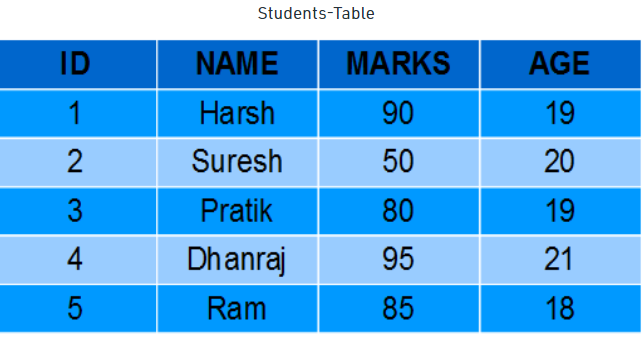 Students-Table
ID NAME MARKS AGE
1 Harsh 90 19
2 Suresh 50 20
3 Pratik 80 19
4 Dhanraj 95 21
5 Ram 85 18